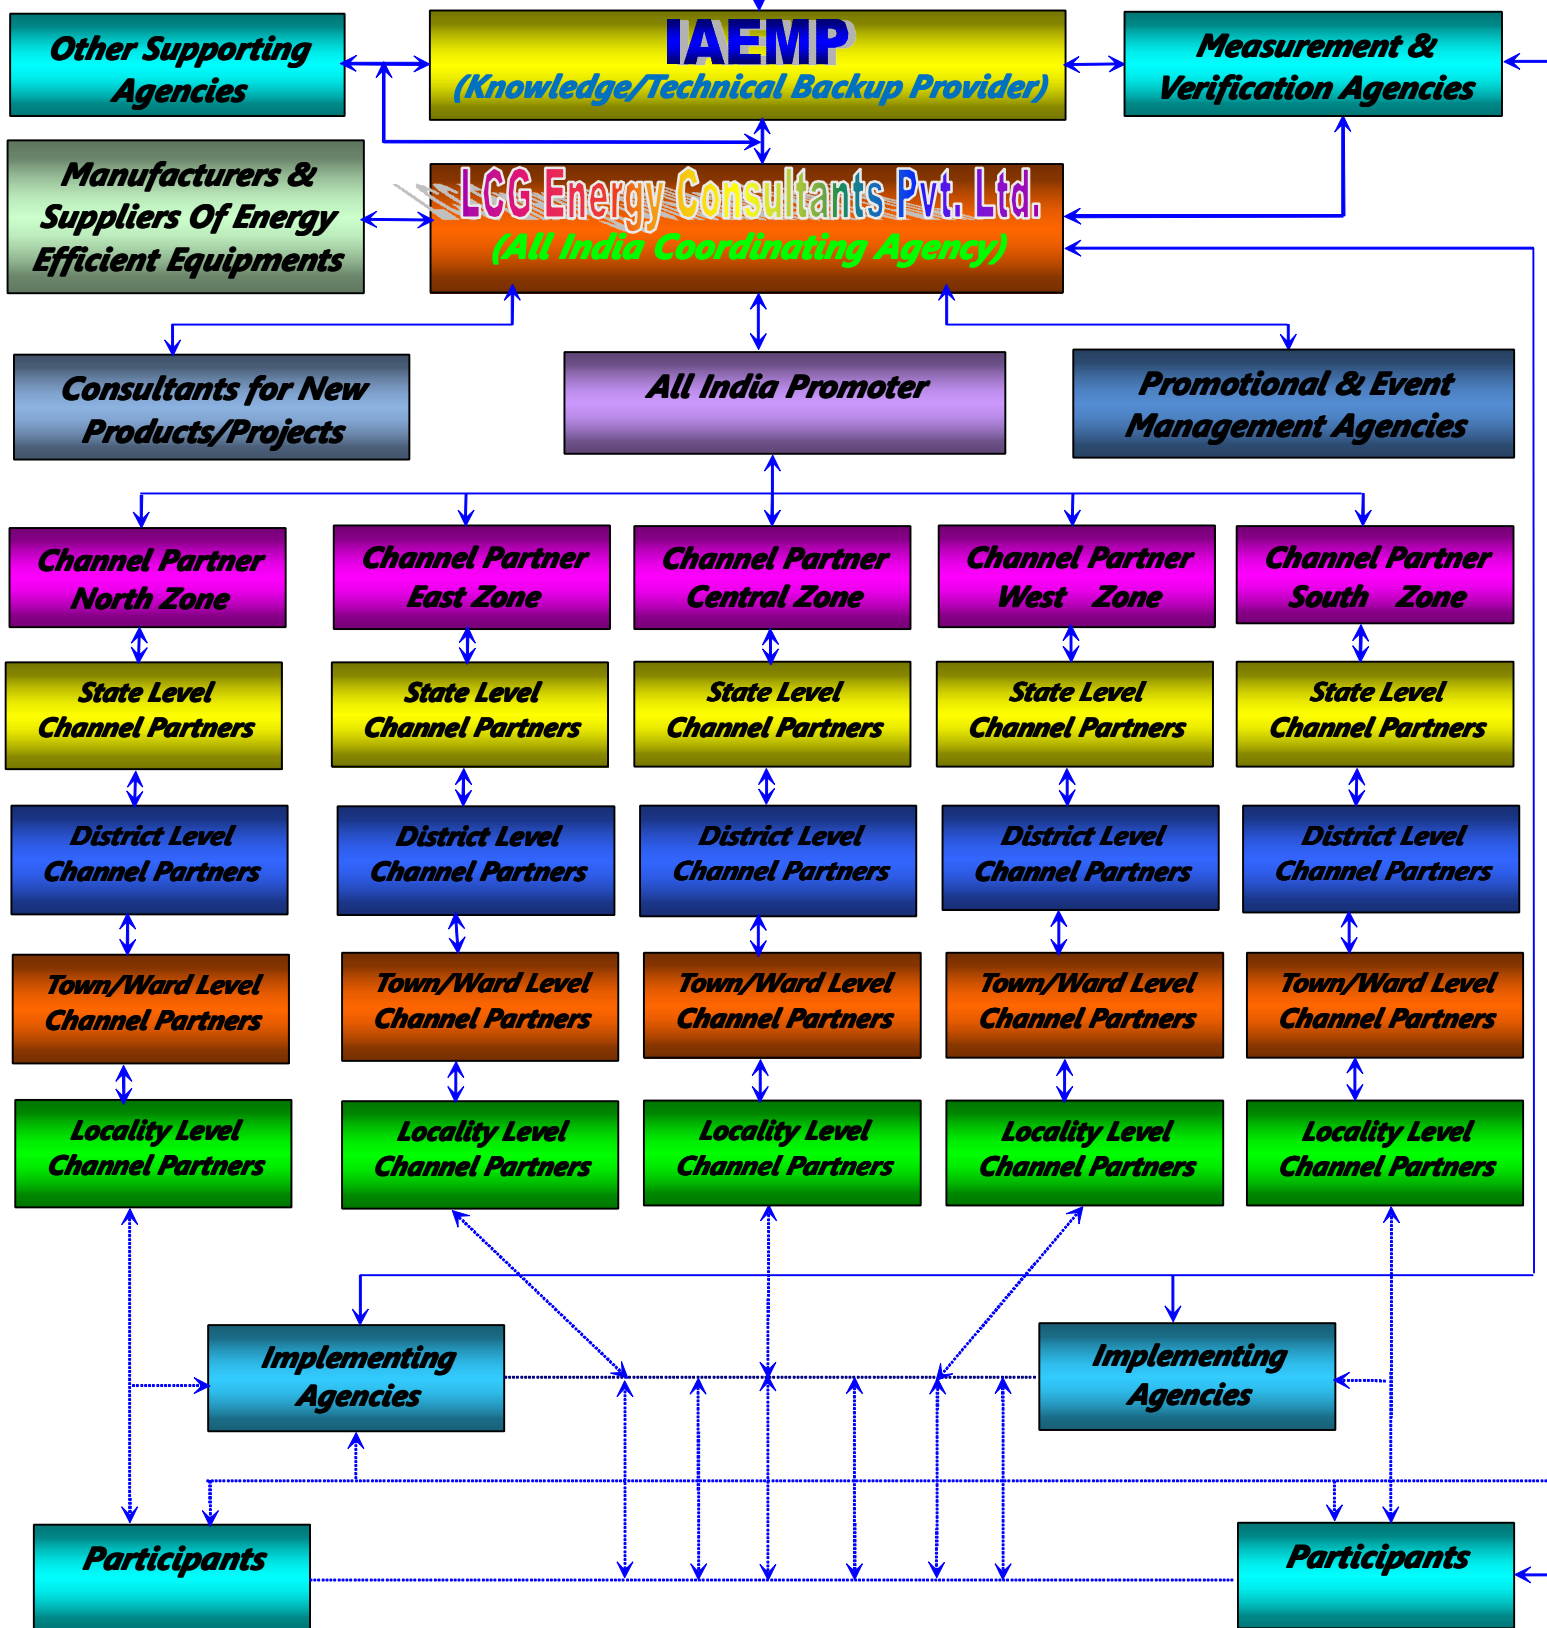 Other Supporting
Agencies
IAEMP
(Knowledge/Technical Backup Provider)
Measurement &
Verification Agencies
Manufacturers &
Suppliers Of Energy
Efficient Equipments
LCG Energy Consultants Pvt. Ltd.
(All India Coordinating Agency)
Consultants for New
Products/Projects
All India Promoter
Promotional & Event
Management Agencies
Channel Partner
North Zone
Channel Partner
East Zone
Channel Partner
Central Zone
Channel Partner
West Zone
Channel Partner
South Zone
State Level
Channel Partners
State Level
Channel Partners
State Level
Channel Partners
State Level
Channel Partners
State Level
Channel Partners
District Level
Channel Partners
District Level
Channel Partners
District Level
Channel Partners
District Level
Channel Partners
District Level
Channel Partners
Town/Ward Level
Channel Partners
Town/Ward Level
Channel Partners
Town/Ward Level
Channel Partners
Town/Ward Level
Channel Partners
Town/Ward Level
Channel Partners
Locality Level
Channel Partners
Locality Level
Channel Partners
Locality Level
Channel Partners
Locality Level
Channel Partners
Locality Level
Channel Partners
Implementing
Agencies
Implementing
Agencies
Participants
Participants